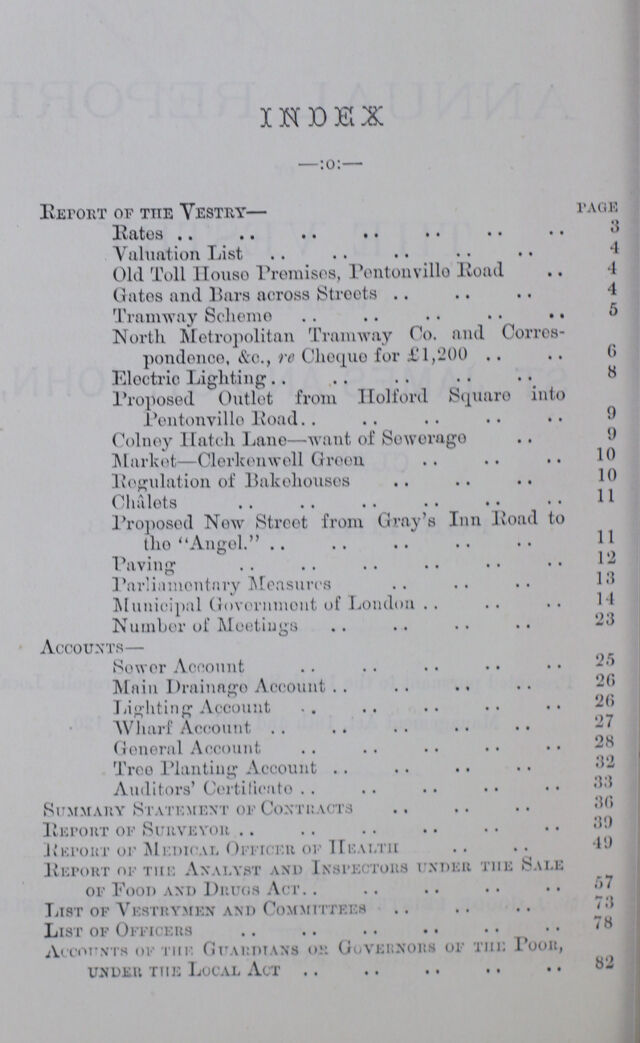 INDEX
—:o:—
REPORT OF THE VESTRY— PAGE
Rates .. .. .. .. .. .. .. 3
Valuation List .. .. .. .. .. 4
Old Toll House Premises, Pentonville Road .. 4
Gates and Bars across Streets .. .. .. 4
Tramway Scheme .. .. .. .. .. 5
North Metropolitan Tramway Co. and Corres-
pondence, &c., re Cheque for £1,200 .. .. 6
Electric Lighting .. .. .. .. .. 8
Proposed Outlet from Holford Square into
Pentonville Road .. .. .. .. .. 9
Colney Hatch Lane—want of Sewerage .. 9
Market—Clerkenwell Green .. .. .. 10
Regulation of Bakehouses .. .. .. 10
Châlets .. .. .. .. .. .. 11
Proposed New Street from Gray's Inn Road to
the "Angel." .. .. .. .. .. 11
Paving .. .. .. .. .. .. 12
Parliamentary Measures .. .. .. 13
Municipal Government of London .. .. .. 14
Number of Meetings .. .. .. .. 23
ACCOUNTS—
Sewer Account .. .. .. .. .. 25
Main Drainage Account .. .. .. .. 26
Lighting Account .. .. .. .. .. 26
Wharf Account .. .. .. .. .. 27
General Account .. .. .. .. .. 28
Tree Planting Account .. .. .. .. 32
Auditors' Certificate .. .. .. .. .. 33
SUMMARY STATEMENT OF CONTRACTS .. .. .. 36
REPORT OF SURVEYOR .. .. .. .. .. .. 39
REPORT OF MEDICAL OFFICER OF HEALTH .. .. 49
REPORT OF THE ANALYST AND INSPECTORS UNDER THE SALE
OF FOOD AND DRUGS ACT .. .. .. .. .. 57
LIST OF VESTRYMEN AND COMMITTEES .. .. .. 73
LIST OF OFFICERS .. .. .. .. .. .. 78
ACCOUNTS OF THE GUARDIANS OR GOVERNORS OF THE POOR,
UNDER THE LOCAL ACT .. .. .. .. .. 82